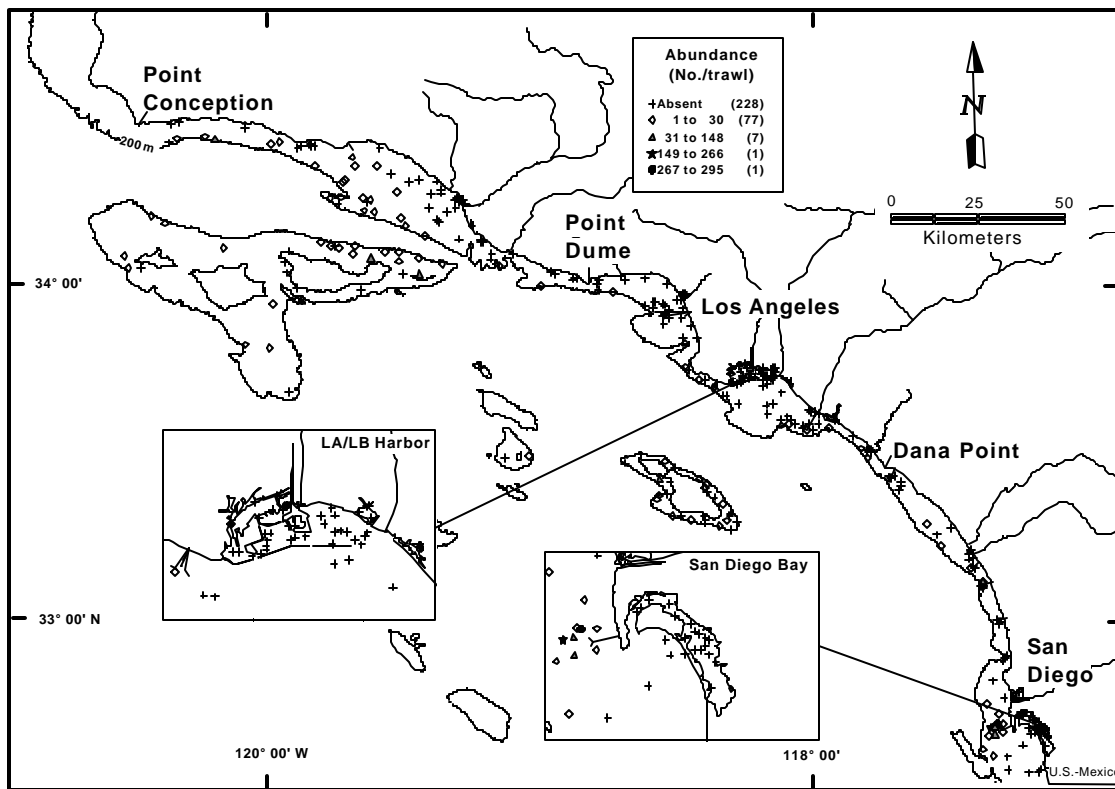 Point
Conception
200 m
Abundance
(No./trawl)
+Absent (228)
1 to 30 (77)
31 to 148 (7)
149 to 266 (1)
267 to 295 (1)
N
0 25 50
Kilometers
Point
Dume
34° 00'
Los Angeles
LA/LB Harbor
Dana Point
San Diego Bay
33° 00' N
San
Diego
120° 00' W
118° 00'
U.S.-Mexico